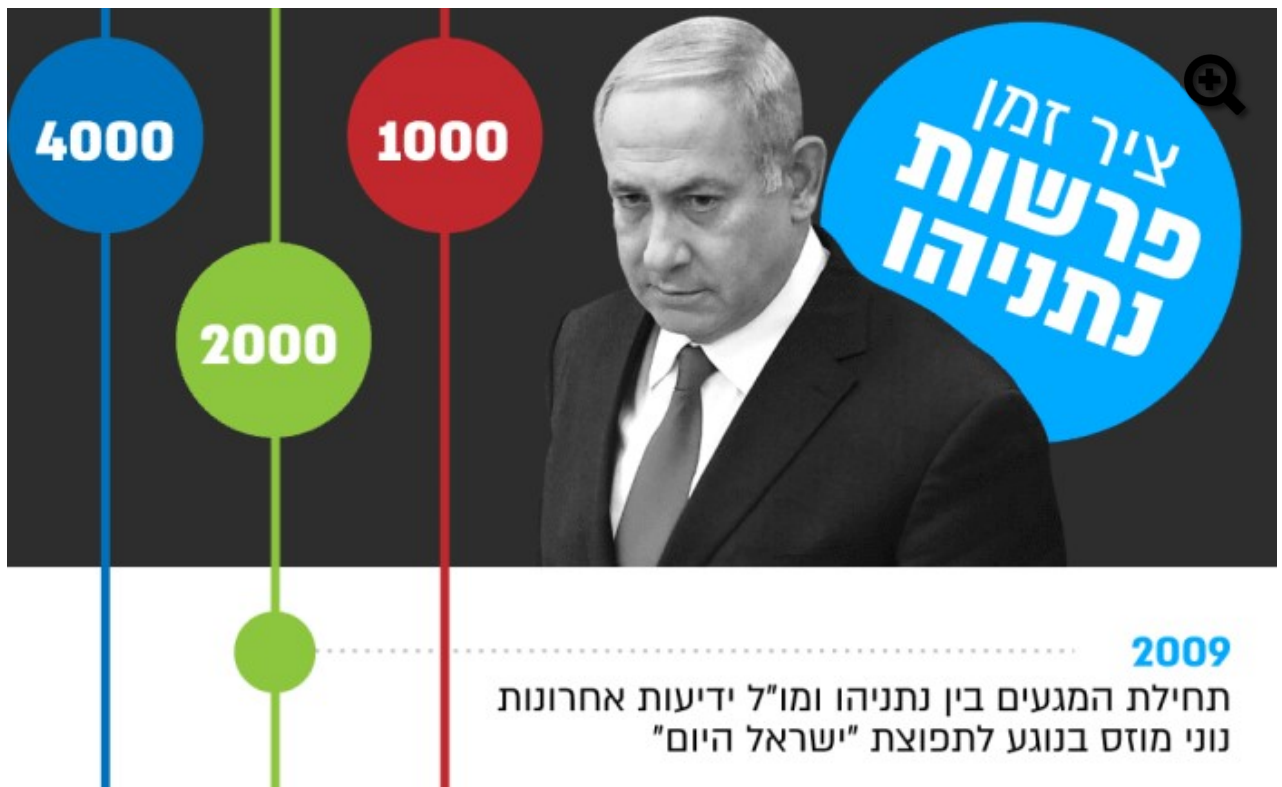 ציר זמן
פרשות
נתניהו
1000
4000
2000
2009
תחילת המגעים בין נתניהו ומו"ל ידיעות אחרונות
נוני מוזס בנוגע לתפוצת "ישראל היום"